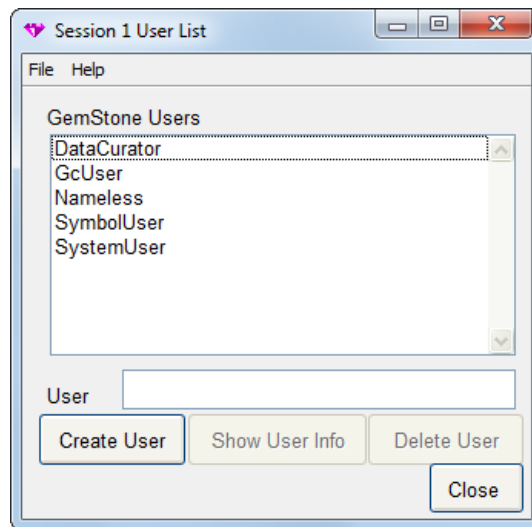 Session 1 User List
File Help
GemStone Users
DataCurator
GcUser
Nameless
SymbolUser
SystemUser
User
Create User Show User Info Delete User
Close